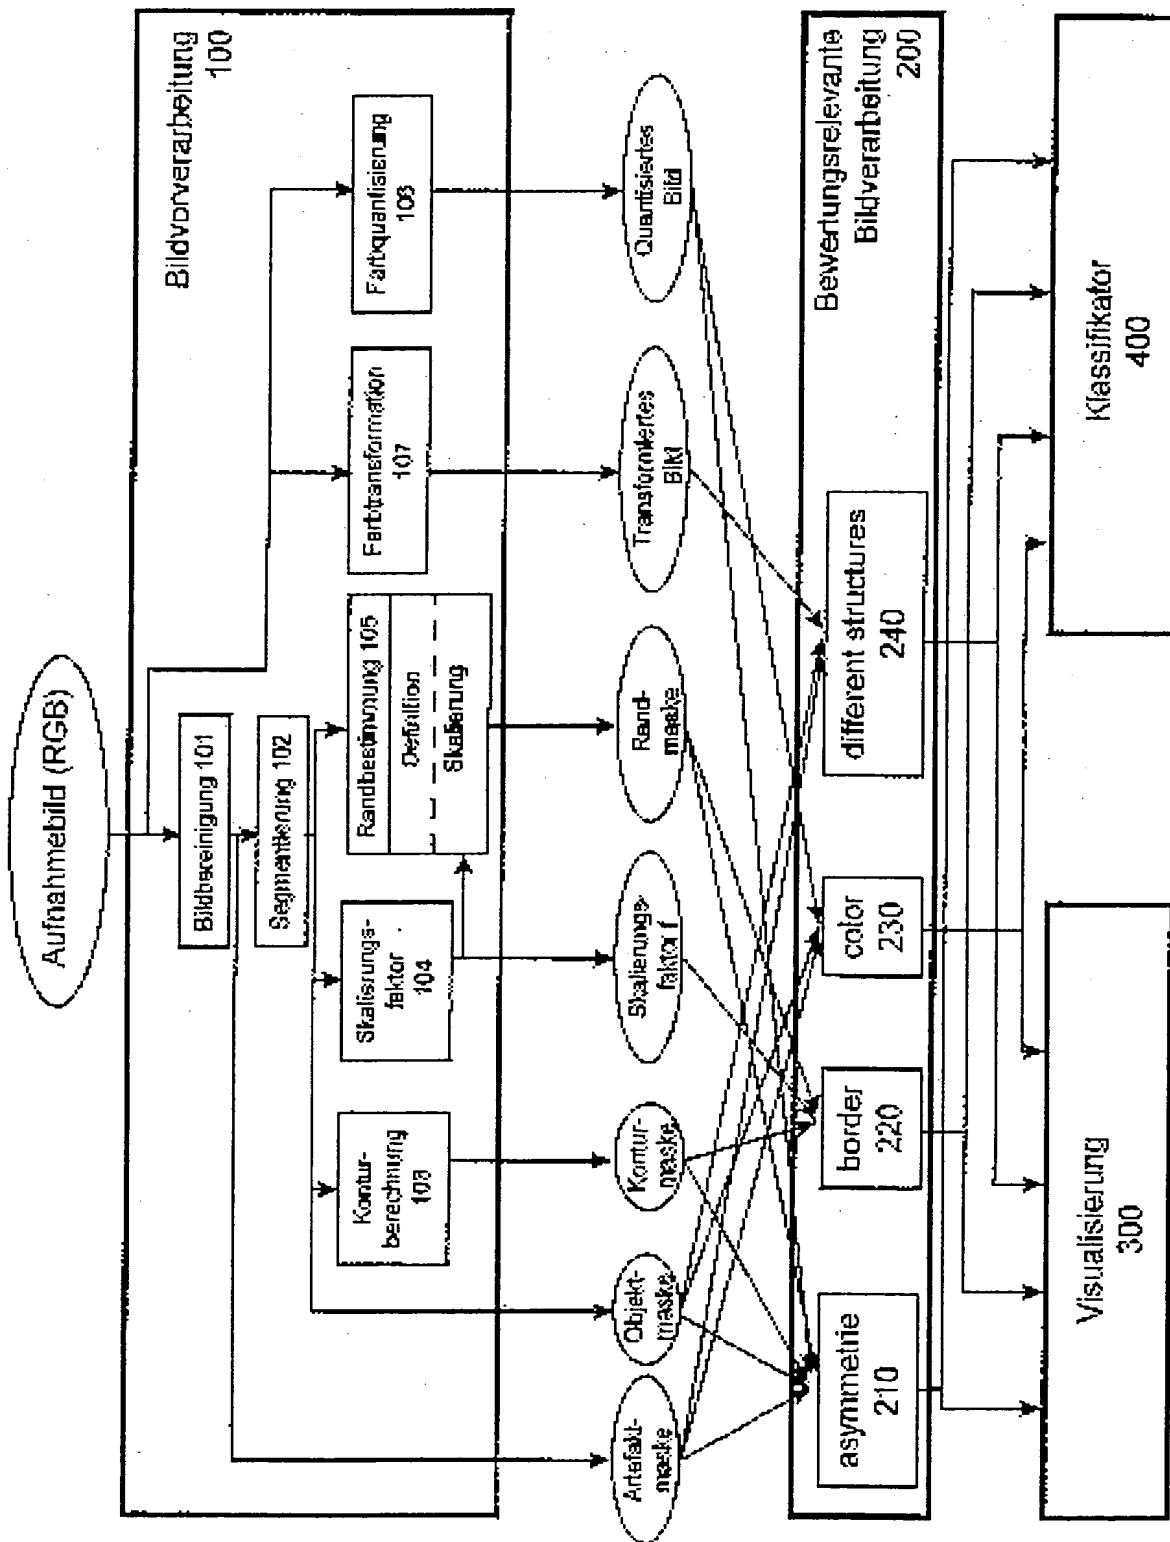 Aufnahmebild (RGB)
Bildvorverarbeitung
100
Bildbereinigung 101
Segmentierung 102
Kontur-
berechnung
103
Skalierungs-
faktor
104
Randbestimmung 105
Definition
Skalierung
Farbtransformation
107
Farbquantisierung
106
Artefakt-
maske
Objekt-
maske
Kontur-
maske
Skalierungs-
faktor f
Rand-
maske
Transformiertes
Bild
Quantisiertes
Bild
Bewertungsrelevante
Bildverarbeitung
200
asymmetrie
210
border
220
color
230
different structures
240
Visualisierung
300
Klassifikator
400